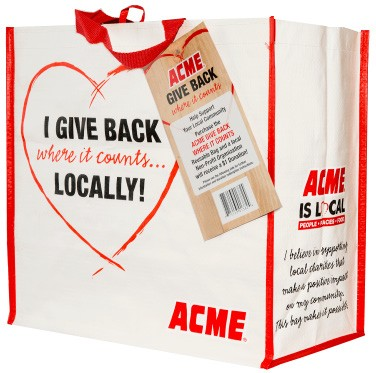 I GIVE BACK
where it counts...
LOCALLY!
ACME
ACME
GIVE BACK
where it counts
Help Support
Your Local Community
Purchase the
ACME GIVE BACK
WHERE IT COUNTS
Reusable Bag and a local
Non-Profit Organization
will receive a $1 Donation!
ACME
IS LOCAL
PEOPLE • PLACES • FOOD
I believe in supporting
local charities that
make a positive impact
on my community.
This bag makes it possible.